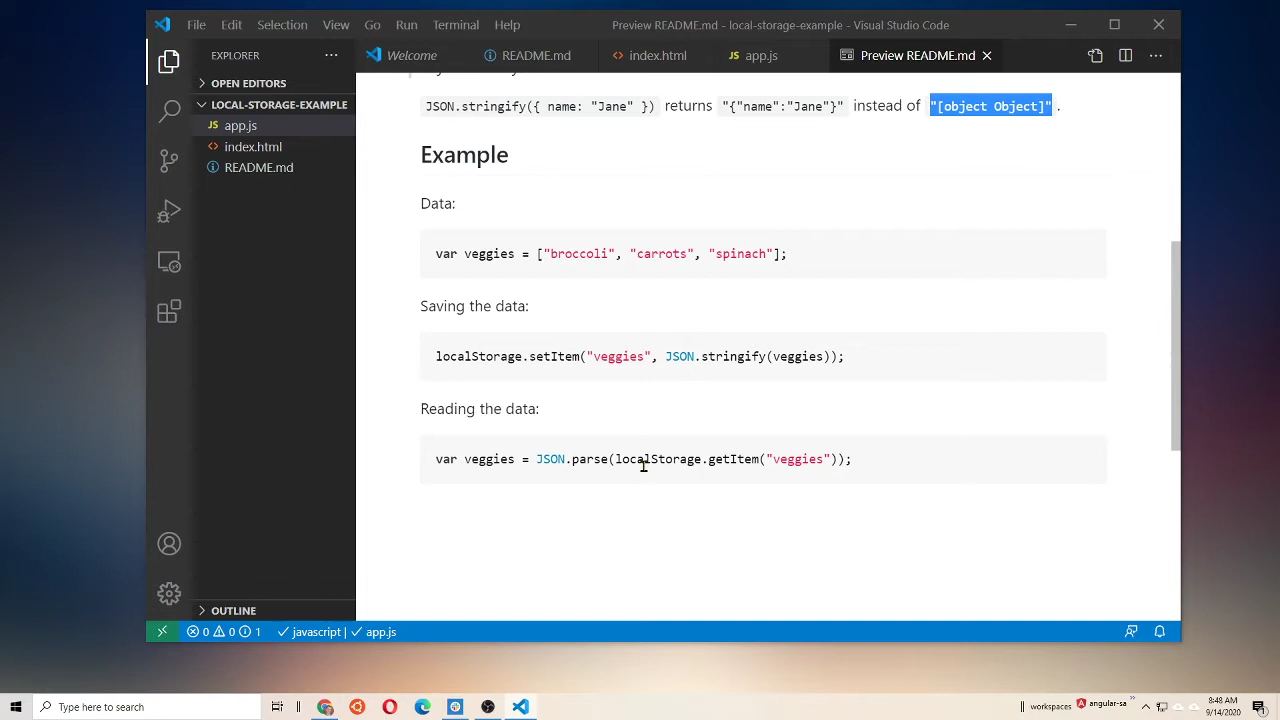 File Edit Selection View Go Run Terminal Help Preview README.md - local-storage-example - Visual Studio Code
EXPLORER
Welcome README.md index.html app.js Preview README.md
OPEN EDITORS
LOCAL-STORAGE-EXAMPLE
app.js
index.html
README.md
OUTLINE
JSON.stringify({ name: "Jane" }) returns "{"name":"Jane"}" instead of "[object Object]" .
Example
Data:
var veggies = ["broccoli", "carrots", "spinach"];
Saving the data:
localStorage.setItem("veggies", JSON.stringify(veggies));
Reading the data:
var veggies = JSON.parse(localStorage.getItem("veggies"));
0 0 1 javascript | app.js
Type here to search
workspaces angular-sa
8:48 AM
9/14/2020
1